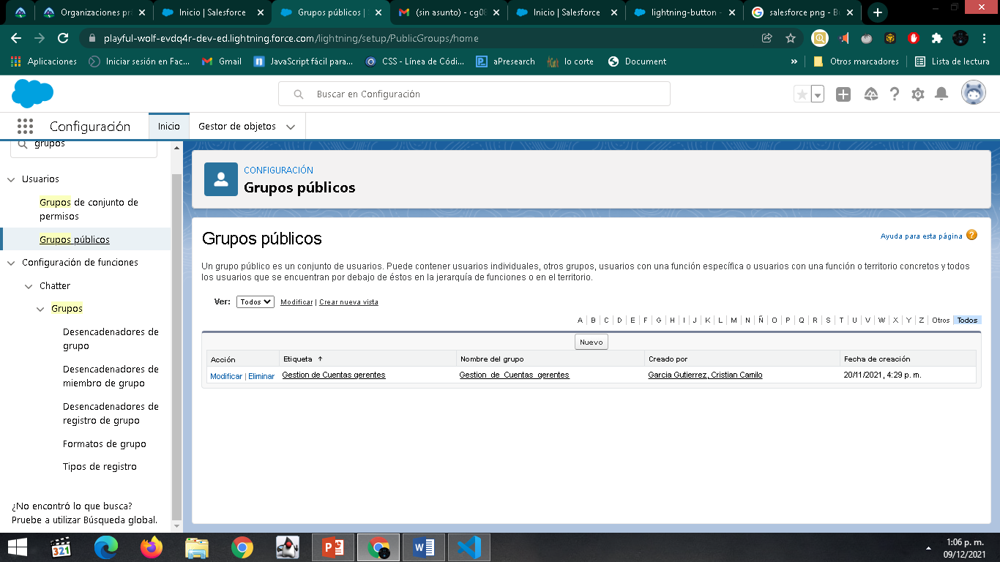 Organizaciones pra
Inicio | Salesforce
Grupos públicos |
(sin asunto) - cg08
Inicio | Salesforce
lightning-button -
salesforce png - Bu
playful-wolf-evdq4r-dev-ed.lightning.force.com/lightning/setup/PublicGroups/home
Aplicaciones
Iniciar sesión en Fac...
Gmail
JavaScript fácil para...
CSS - Línea de Códi...
aPresearch
lo corte
Document
»
Otros marcadores
Lista de lectura
Buscar en Configuración
Configuración
Inicio
Gestor de objetos
grupos
Usuarios
Grupos de conjunto de
permisos
Grupos públicos
Configuración de funciones
Chatter
Grupos
Desencadenadores de
grupo
Desencadenadores de
miembro de grupo
Desencadenadores de
registro de grupo
Formatos de grupo
Tipos de registro
¿No encontró lo que busca?
Pruebe a utilizar Búsqueda global.
CONFIGURACIÓN
Grupos públicos
Grupos públicos
Ayuda para esta página ?
Un grupo público es un conjunto de usuarios. Puede contener usuarios individuales, otros grupos, usuarios con una función específica o usuarios con una función o territorio concretos y todos
los usuarios que se encuentran por debajo de éstos en la jerarquía de funciones o en el territorio.
Ver: Todos Modificar | Crear nueva vista
A | B | C | D | E | F | G | H | I | J | K | L | M | N | Ñ | O | P | Q | R | S | T | U | V | W | X | Y | Z | Otros | Todos
Nuevo
Acción Etiqueta ↑ Nombre del grupo Creado por Fecha de creación
Modificar | Eliminar Gestion de Cuentas gerentes Gestion_de_Cuentas_gerentes Garcia Gutierrez, Cristian Camilo 20/11/2021, 4:29 p. m.
321
1:06 p. m.
09/12/2021